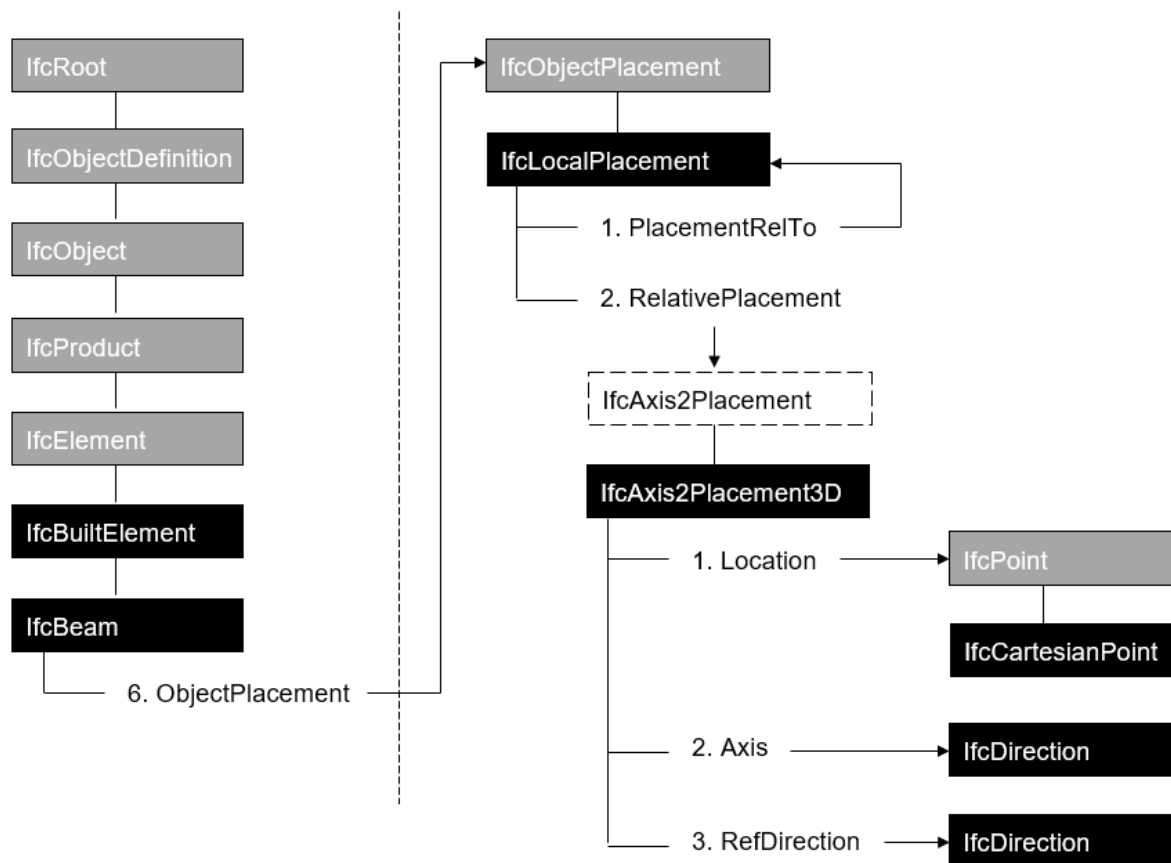 IfcRoot
IfcObjectDefinition
IfcObject
IfcProduct
IfcElement
IfcBuiltElement
IfcBeam
6. ObjectPlacement
IfcObjectPlacement
IfcLocalPlacement
1. PlacementRelTo
2. RelativePlacement
IfcAxis2Placement
IfcAxis2Placement3D
1. Location
IfcPoint
IfcCartesianPoint
2. Axis
IfcDirection
3. RefDirection
IfcDirection